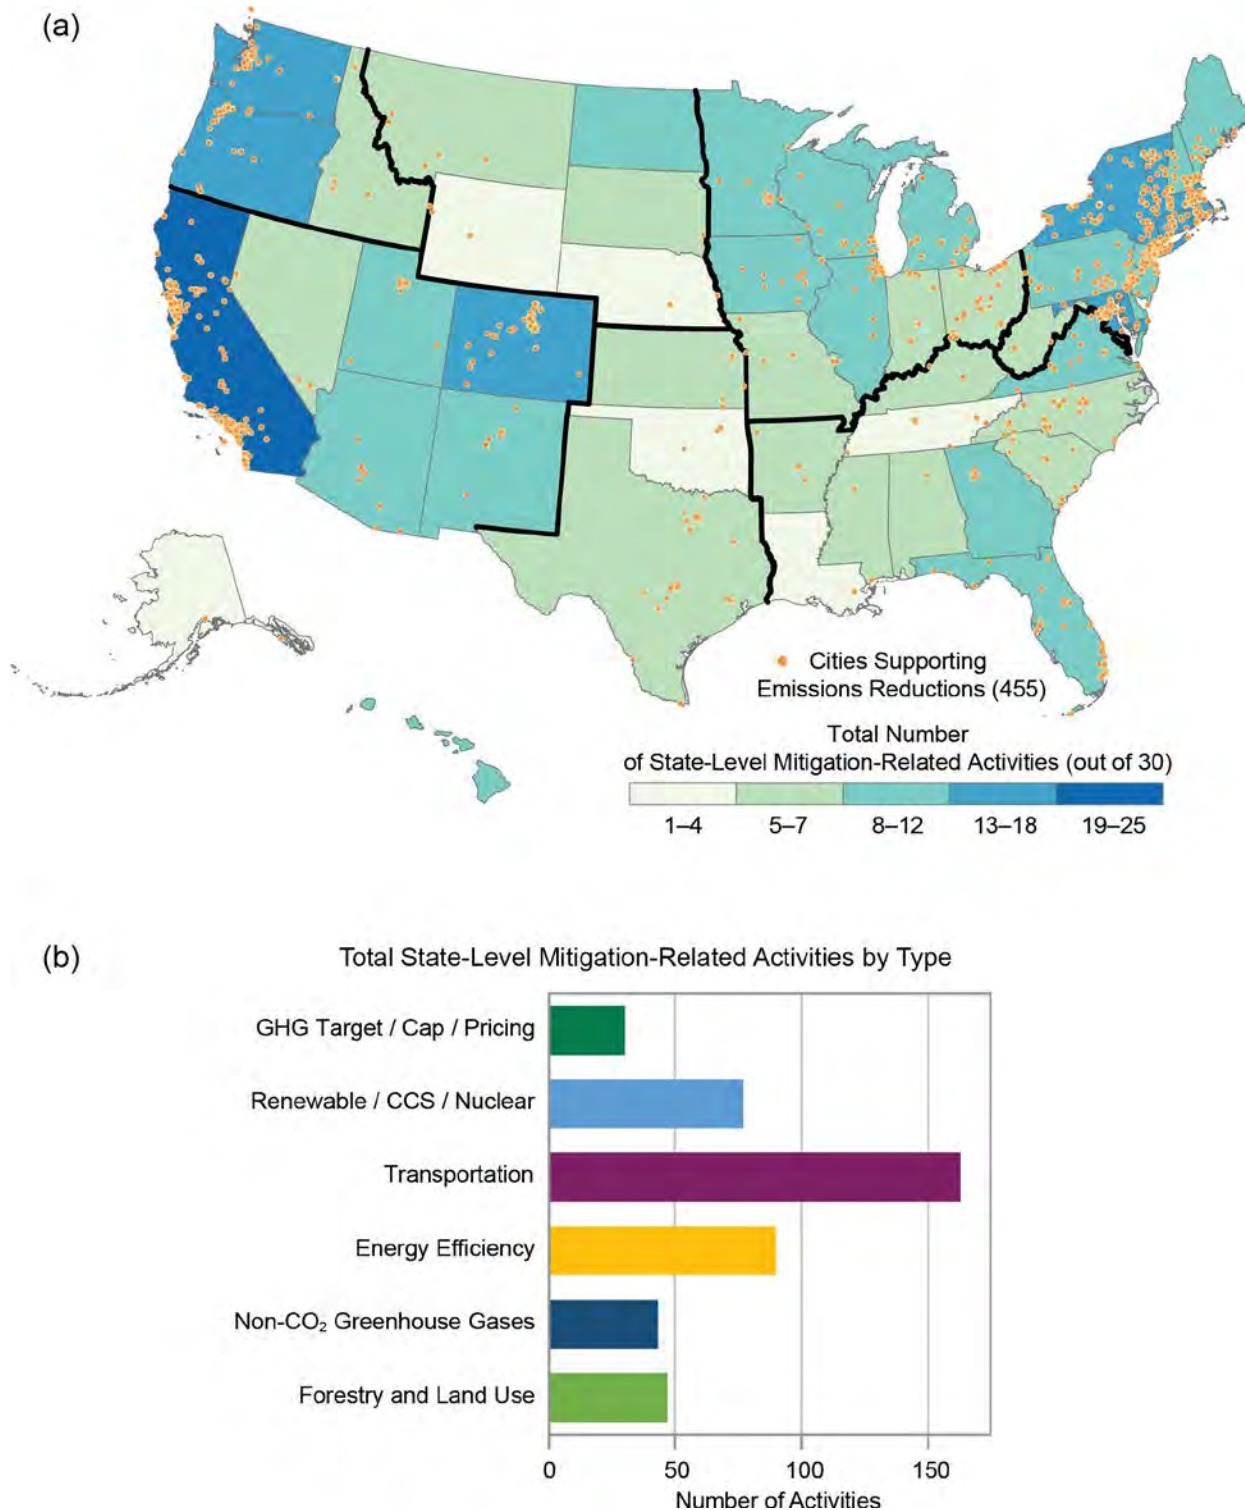 (a)
Cities Supporting
Emissions Reductions (455)
Total Number
of State-Level Mitigation-Related Activities (out of 30)
1–4 5–7 8–12 13–18 19–25
(b)
Total State-Level Mitigation-Related Activities by Type
GHG Target / Cap / Pricing
Renewable / CCS / Nuclear
Transportation
Energy Efficiency
Non-CO₂ Greenhouse Gases
Forestry and Land Use
0 50 100 150
Number of Activities